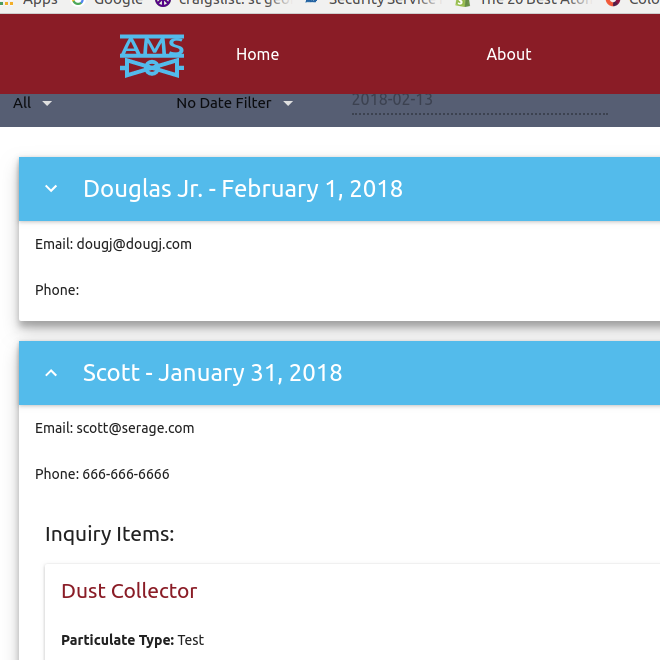 Apps Google craigslist: st geo Security Service The 20 Best Ato Colo
AMS
Home About
All No Date Filter 2018-02-13
Douglas Jr. - February 1, 2018
Email: dougj@dougj.com
Phone:
Scott - January 31, 2018
Email: scott@serage.com
Phone: 666-666-6666
Inquiry Items:
Dust Collector
Particulate Type: Test